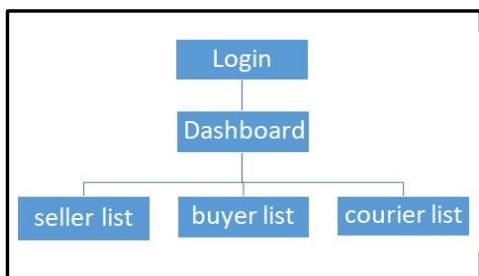 Login
Dashboard
seller list
buyer list
courier list